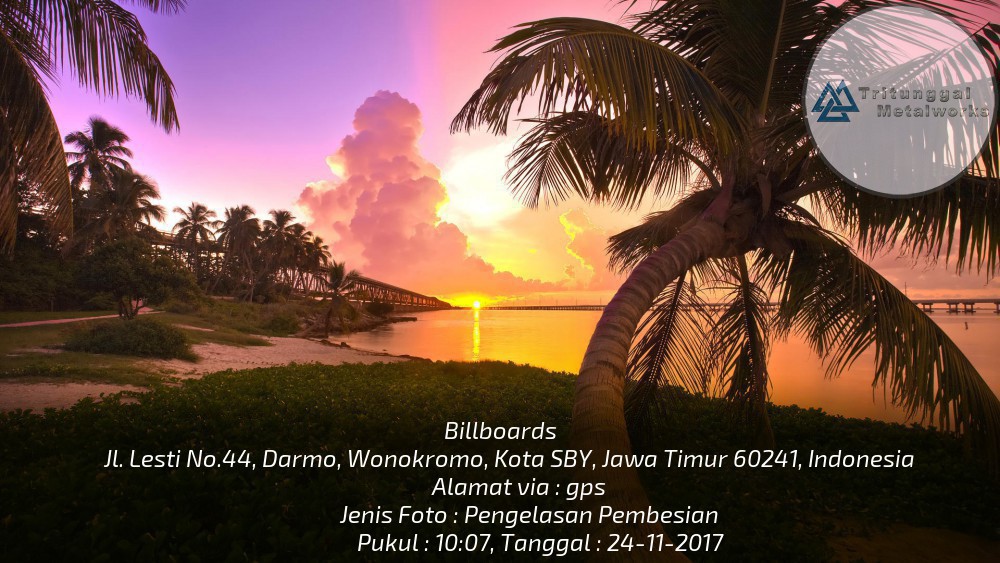 Tritunggal
Metalworks
Billboards
Jl. Lesti No.44, Darmo, Wonokromo, Kota SBY, Jawa Timur 60241, Indonesia
Alamat via : gps
Jenis Foto : Pengelasan Pembesian
Pukul : 10:07, Tanggal : 24-11-2017